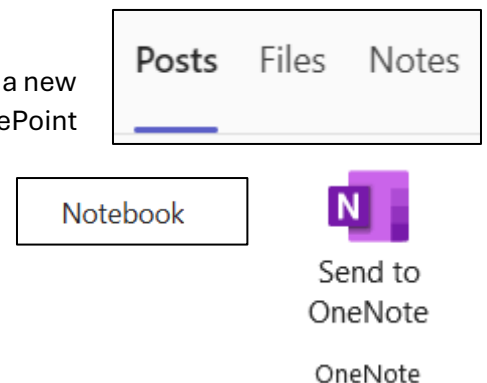 a new
ePoint
Posts Files Notes
Notebook
N
Send to
OneNote
OneNote